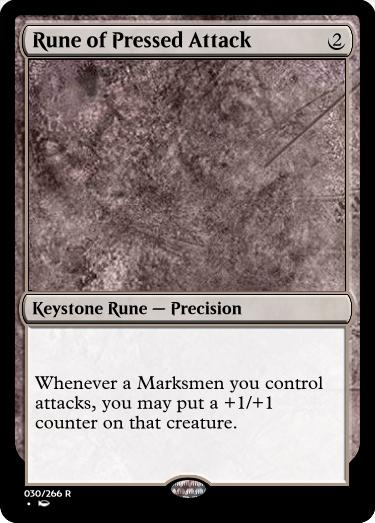 Rune of Pressed Attack 2
Keystone Rune — Precision
Whenever a Marksmen you control
attacks, you may put a +1/+1
counter on that creature.
030/266 R